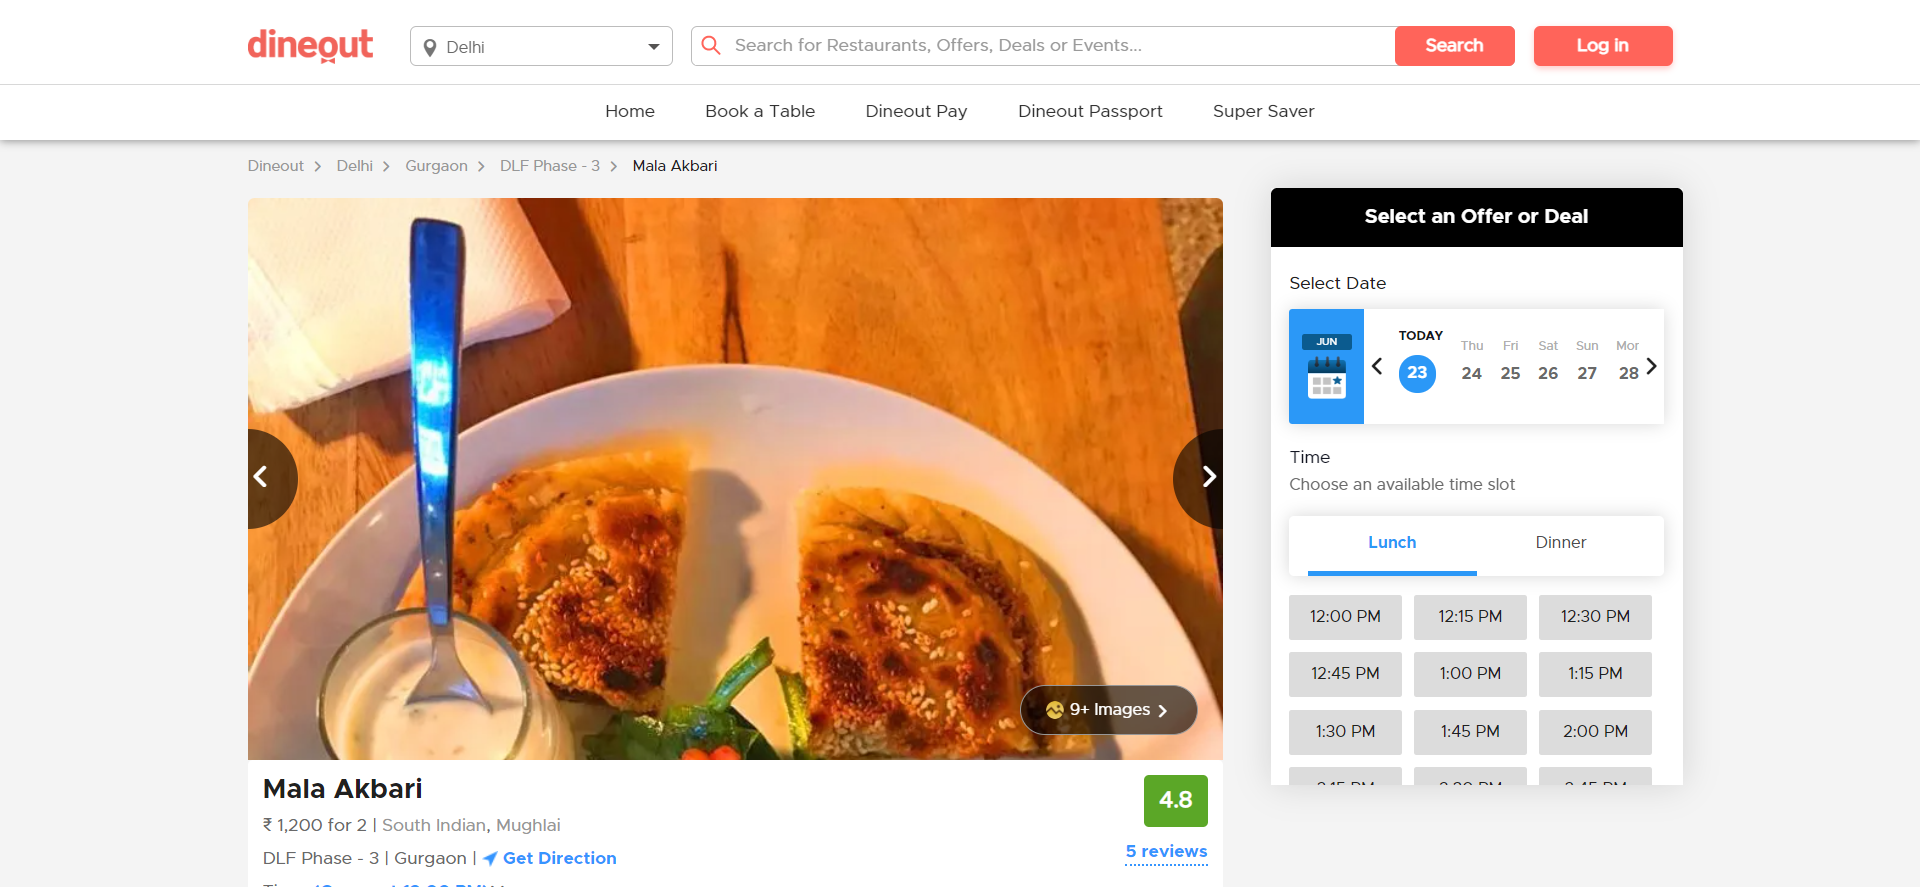 dineout
Delhi
Search for Restaurants, Offers, Deals or Events...
Search
Log in
Home
Book a Table
Dineout Pay
Dineout Passport
Super Saver
Dineout > Delhi > Gurgaon > DLF Phase - 3 > Mala Akbari
9+ Images
Mala Akbari
4.8
₹ 1,200 for 2 | South Indian, Mughlai
5 reviews
DLF Phase - 3 | Gurgaon | Get Direction
Select an Offer or Deal
Select Date
JUN
TODAY Thu Fri Sat Sun Mon
23 24 25 26 27 28
Time
Choose an available time slot
Lunch
Dinner
12:00 PM 12:15 PM 12:30 PM
12:45 PM 1:00 PM 1:15 PM
1:30 PM 1:45 PM 2:00 PM